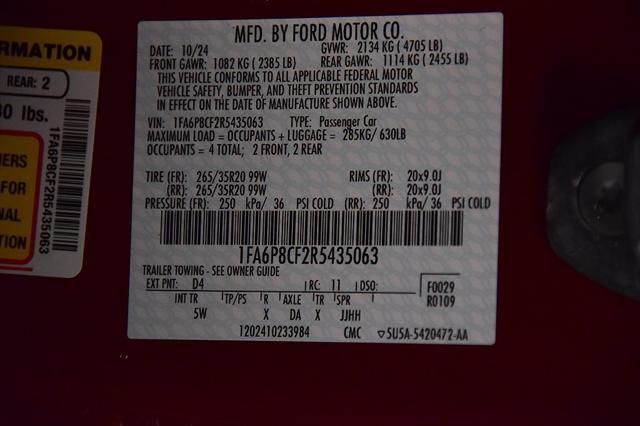 RMATION
REAR: 2
0 lbs.
ERS
FOR
NAL
TION
1FA6P8CF2R5435063
MFD. BY FORD MOTOR CO.
DATE: 10/24 GVWR: 2134 KG ( 4705 LB)
FRONT GAWR: 1082 KG ( 2385 LB) REAR GAWR: 1114 KG ( 2455 LB)
THIS VEHICLE CONFORMS TO ALL APPLICABLE FEDERAL MOTOR
VEHICLE SAFETY, BUMPER, AND THEFT PREVENTION STANDARDS
IN EFFECT ON THE DATE OF MANUFACTURE SHOWN ABOVE.
VIN: 1FA6P8CF2R5435063 TYPE: Passenger Car
MAXIMUM LOAD = OCCUPANTS + LUGGAGE = 285KG/ 630LB
OCCUPANTS = 4 TOTAL; 2 FRONT, 2 REAR
TIRE (FR): 265/35R20 99W RIMS (FR): 20x9.0J
(RR): 265/35R20 99W (RR): 20x9.0J
PRESSURE (FR): 250 kPa/ 36 PSI COLD (RR): 250 kPa/ 36 PSI COLD
1FA6P8CF2R5435063
TRAILER TOWING - SEE OWNER GUIDE
EXT PNT: D4 RC: 11 DSO: F0029
INT TR TP/PS R AXLE TR SPR R0109
5W X DA X JJHH
1202410233984 CMC ▽5U5A-5420472-AA